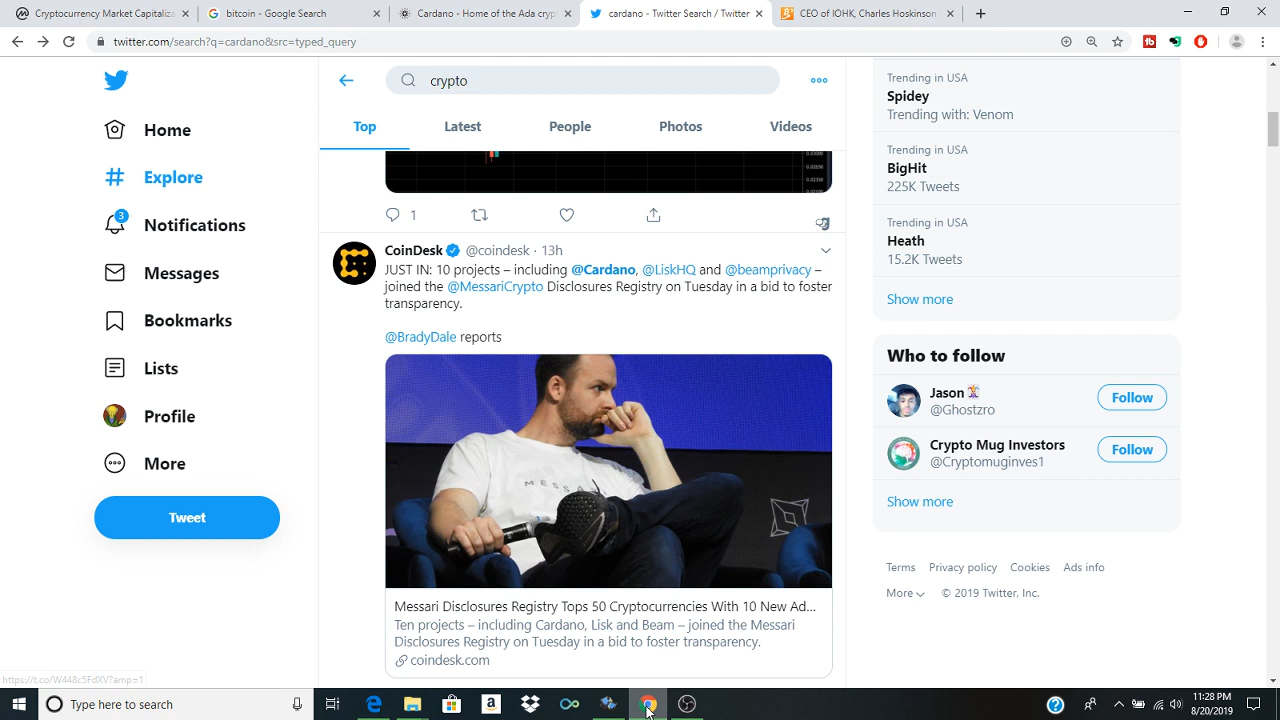 Cryptocurrency Market Capitaliza
bitcoin - Google Search
Cardano - Home of the Ada cryp
cardano - Twitter Search / Twitter
CEO of IOHK, Charles Hoskinson
twitter.com/search?q=cardano&src=typed_query
Home
Explore
3
Notifications
Messages
Bookmarks
Lists
Profile
More
Tweet
crypto
Top
Latest
People
Photos
Videos
1
CoinDesk @coindesk · 13h
JUST IN: 10 projects – including @Cardano, @LiskHQ and @beamprivacy –
joined the @MessariCrypto Disclosures Registry on Tuesday in a bid to foster
transparency.
@BradyDale reports
MESSA
Messari Disclosures Registry Tops 50 Cryptocurrencies With 10 New Ad...
Ten projects – including Cardano, Lisk and Beam – joined the Messari
Disclosures Registry on Tuesday in a bid to foster transparency.
coindesk.com
Trending in USA
Spidey
Trending with: Venom
Trending in USA
BigHit
225K Tweets
Trending in USA
Heath
15.2K Tweets
Show more
Who to follow
Jason
@Ghostzro
Follow
Crypto Mug Investors
@Cryptomuginves1
Follow
Show more
Terms
Privacy policy
Cookies
Ads info
More
© 2019 Twitter, Inc.
https://t.co/W448c5FdXV?amp=1
Type here to search
11:28 PM
8/20/2019